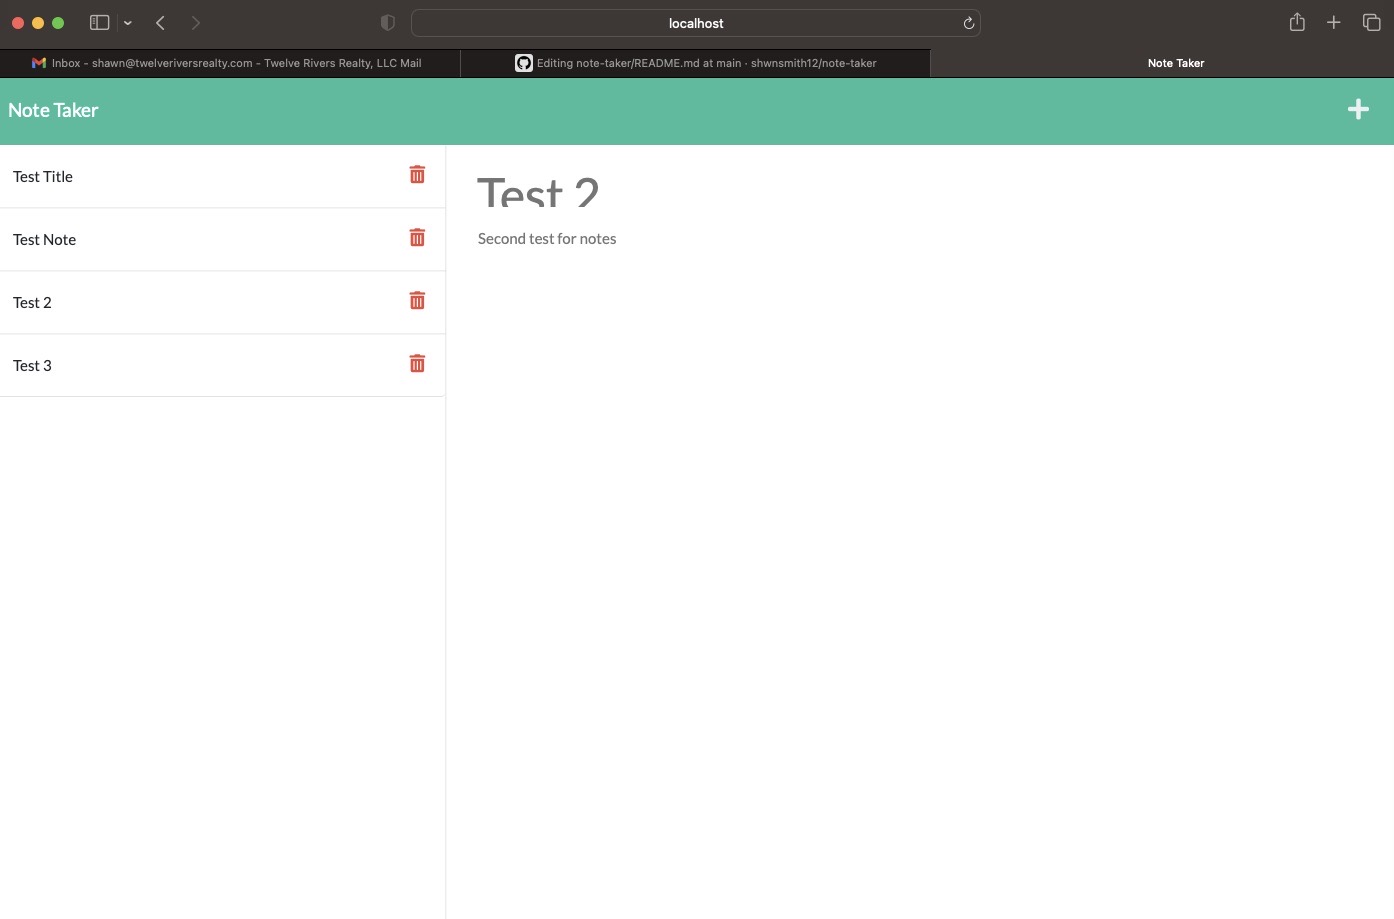 localhost
Inbox - shawn@twelveriversrealty.com - Twelve Rivers Realty, LLC Mail
Editing note-taker/README.md at main · shwnsmith12/note-taker
Note Taker
Note Taker
Test Title
Test Note
Test 2
Test 3
Test 2
Second test for notes